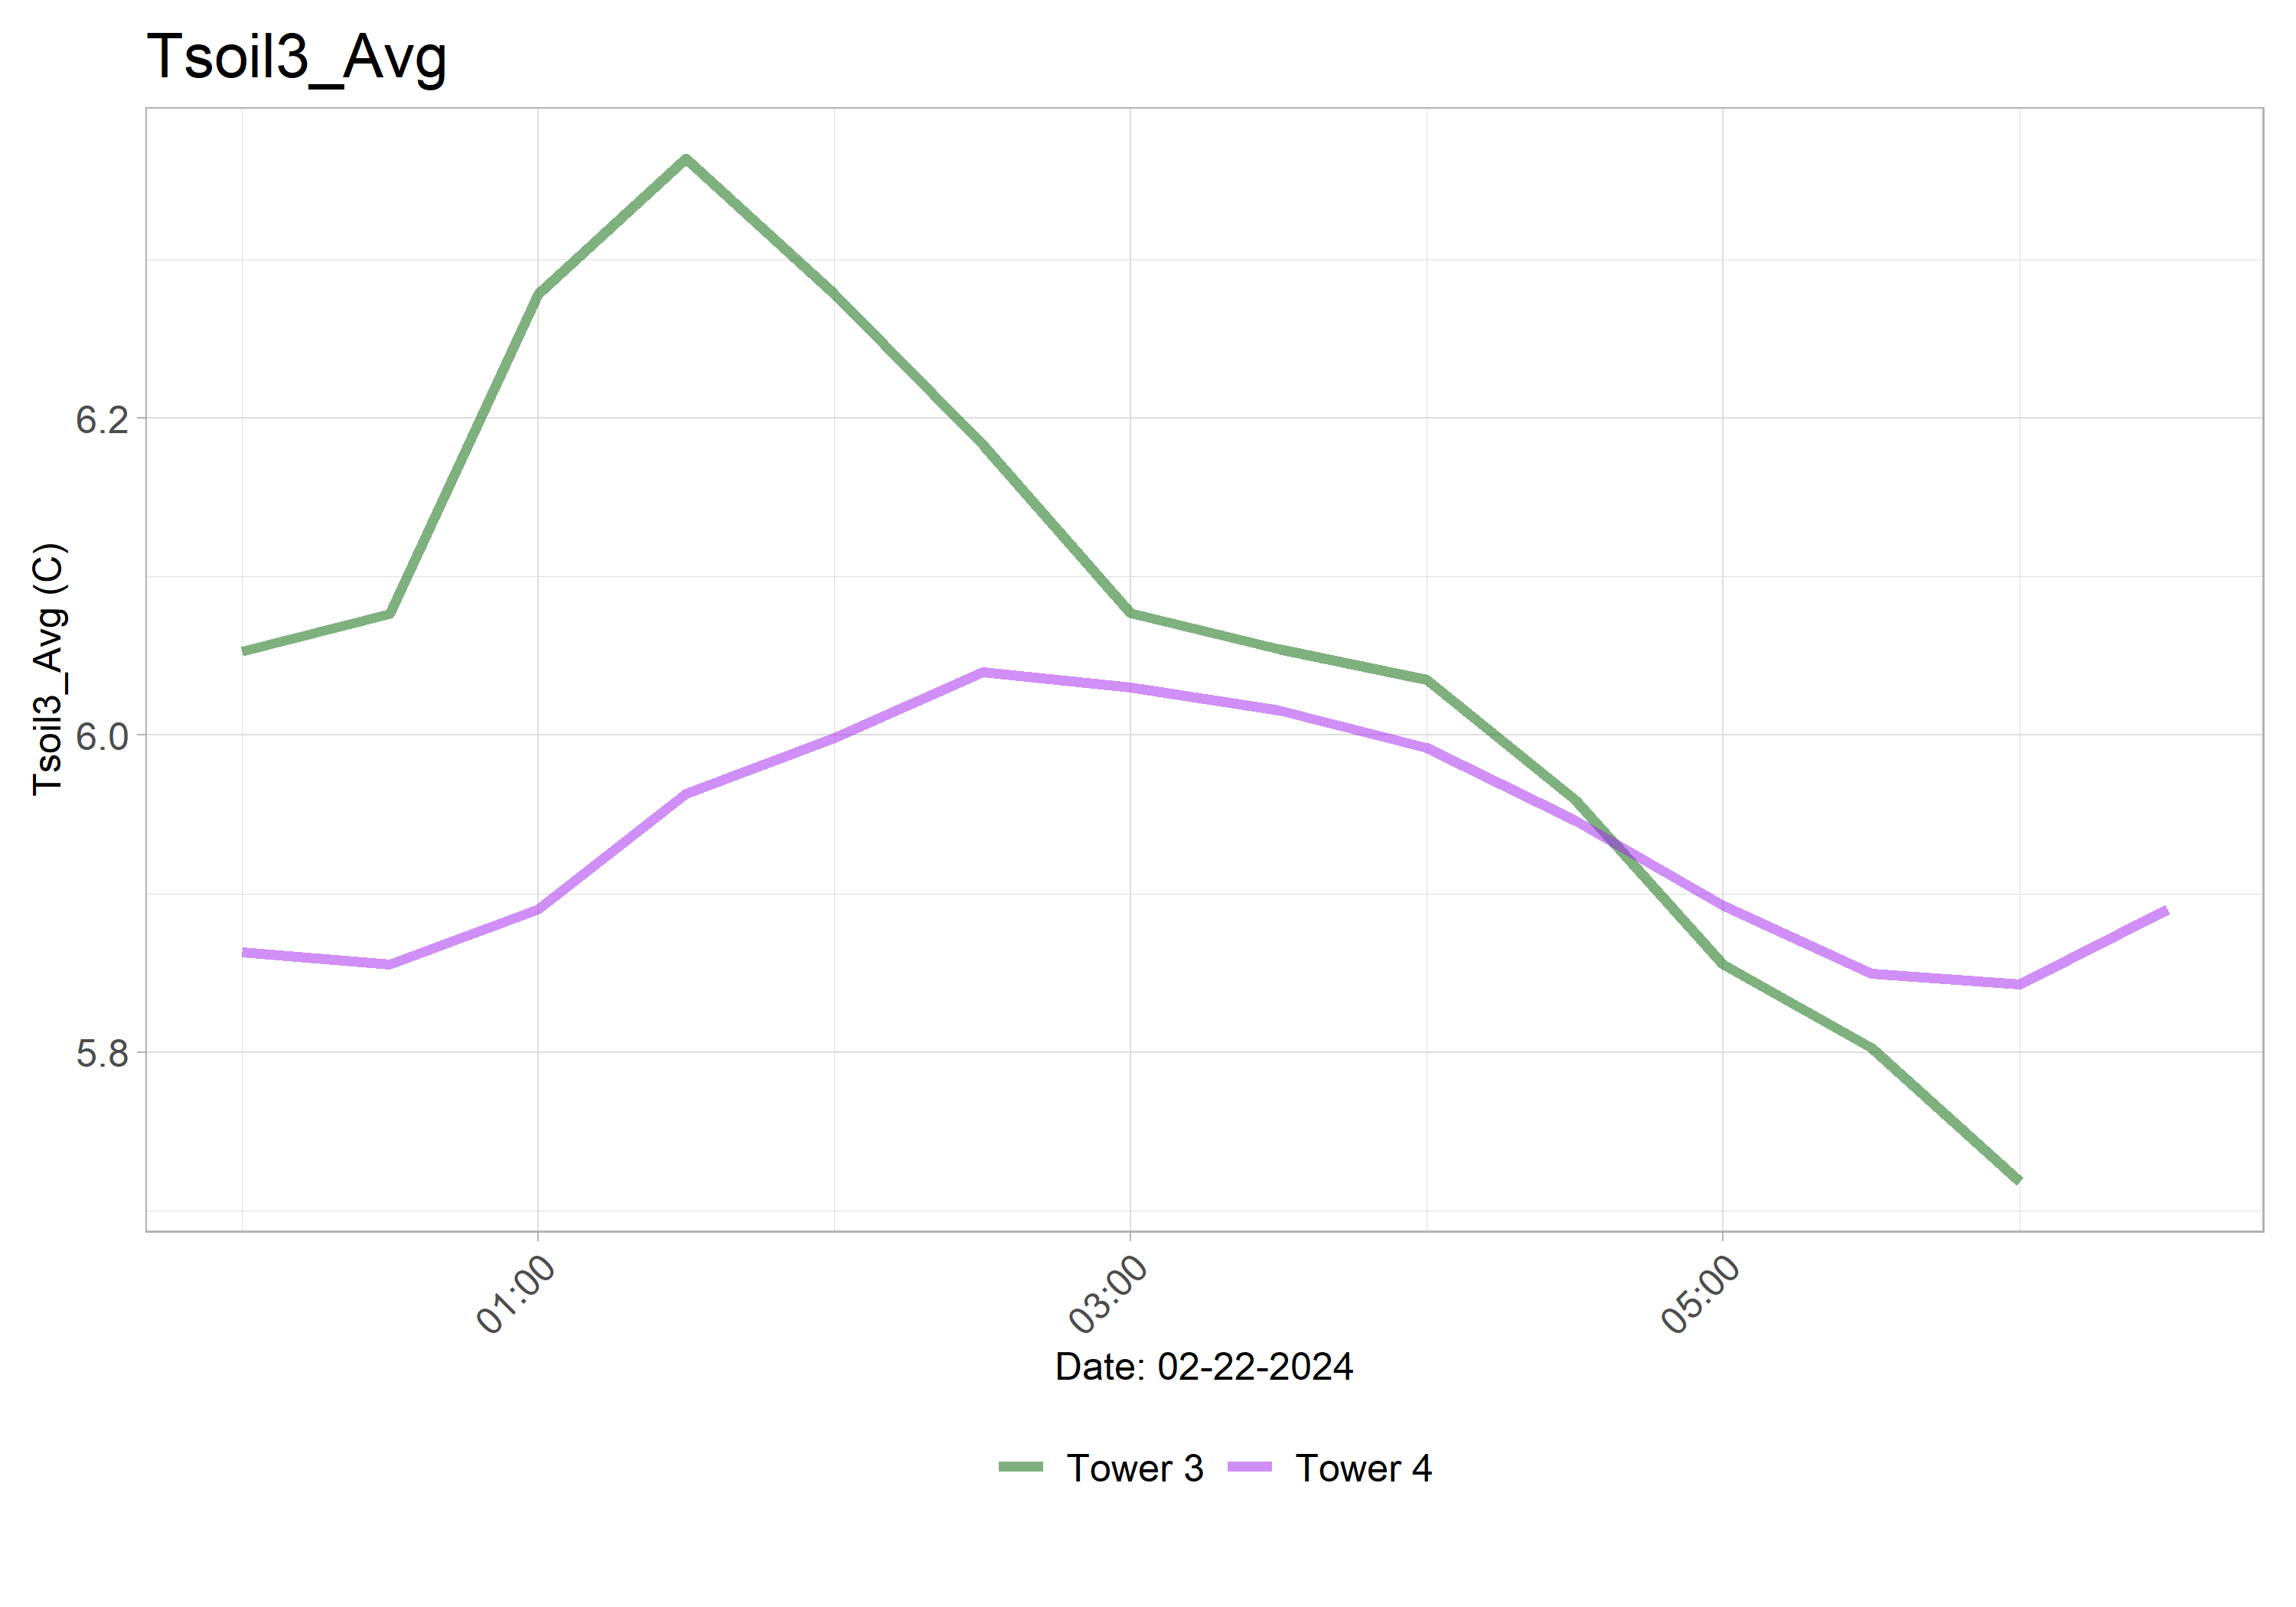 Tsoil3_Avg
Tsoil3_Avg (C)
6.2
6.0
5.8
01:00
03:00
05:00
Date: 02-22-2024
Tower 3
Tower 4